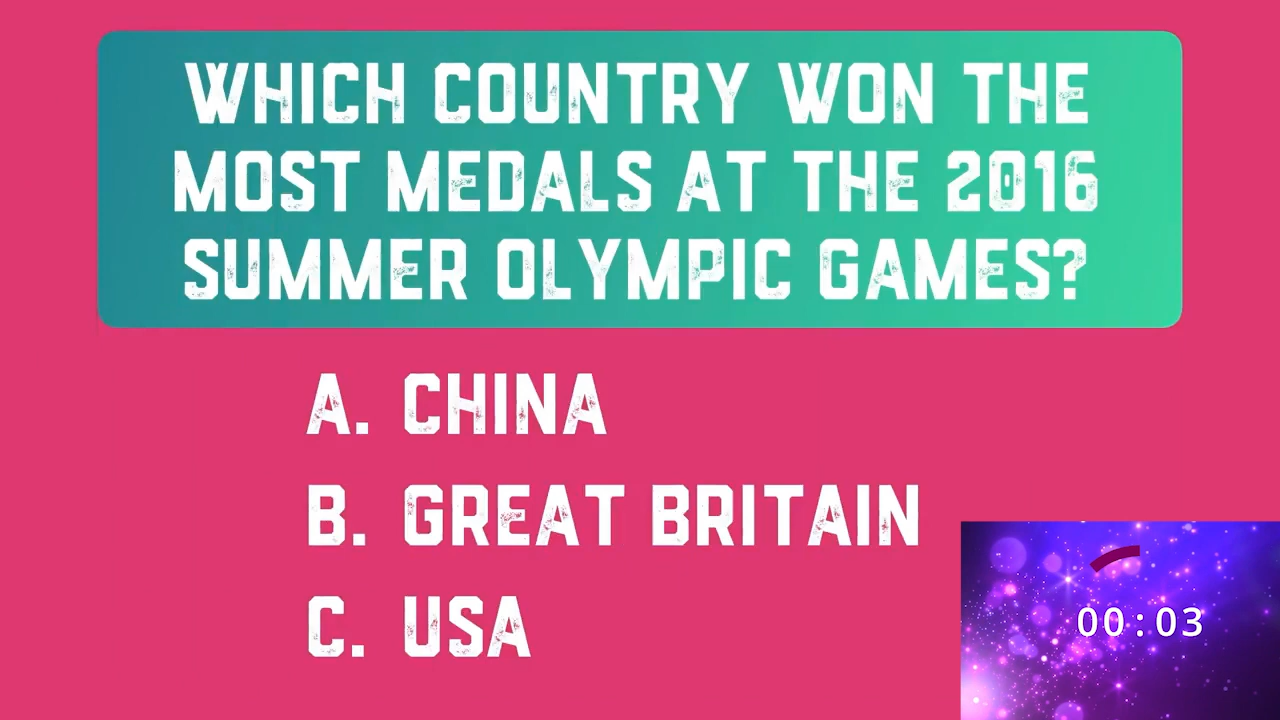 WHICH COUNTRY WON THE
MOST MEDALS AT THE 2016
SUMMER OLYMPIC GAMES?
A. CHINA
B. GREAT BRITAIN
C. USA
00:03